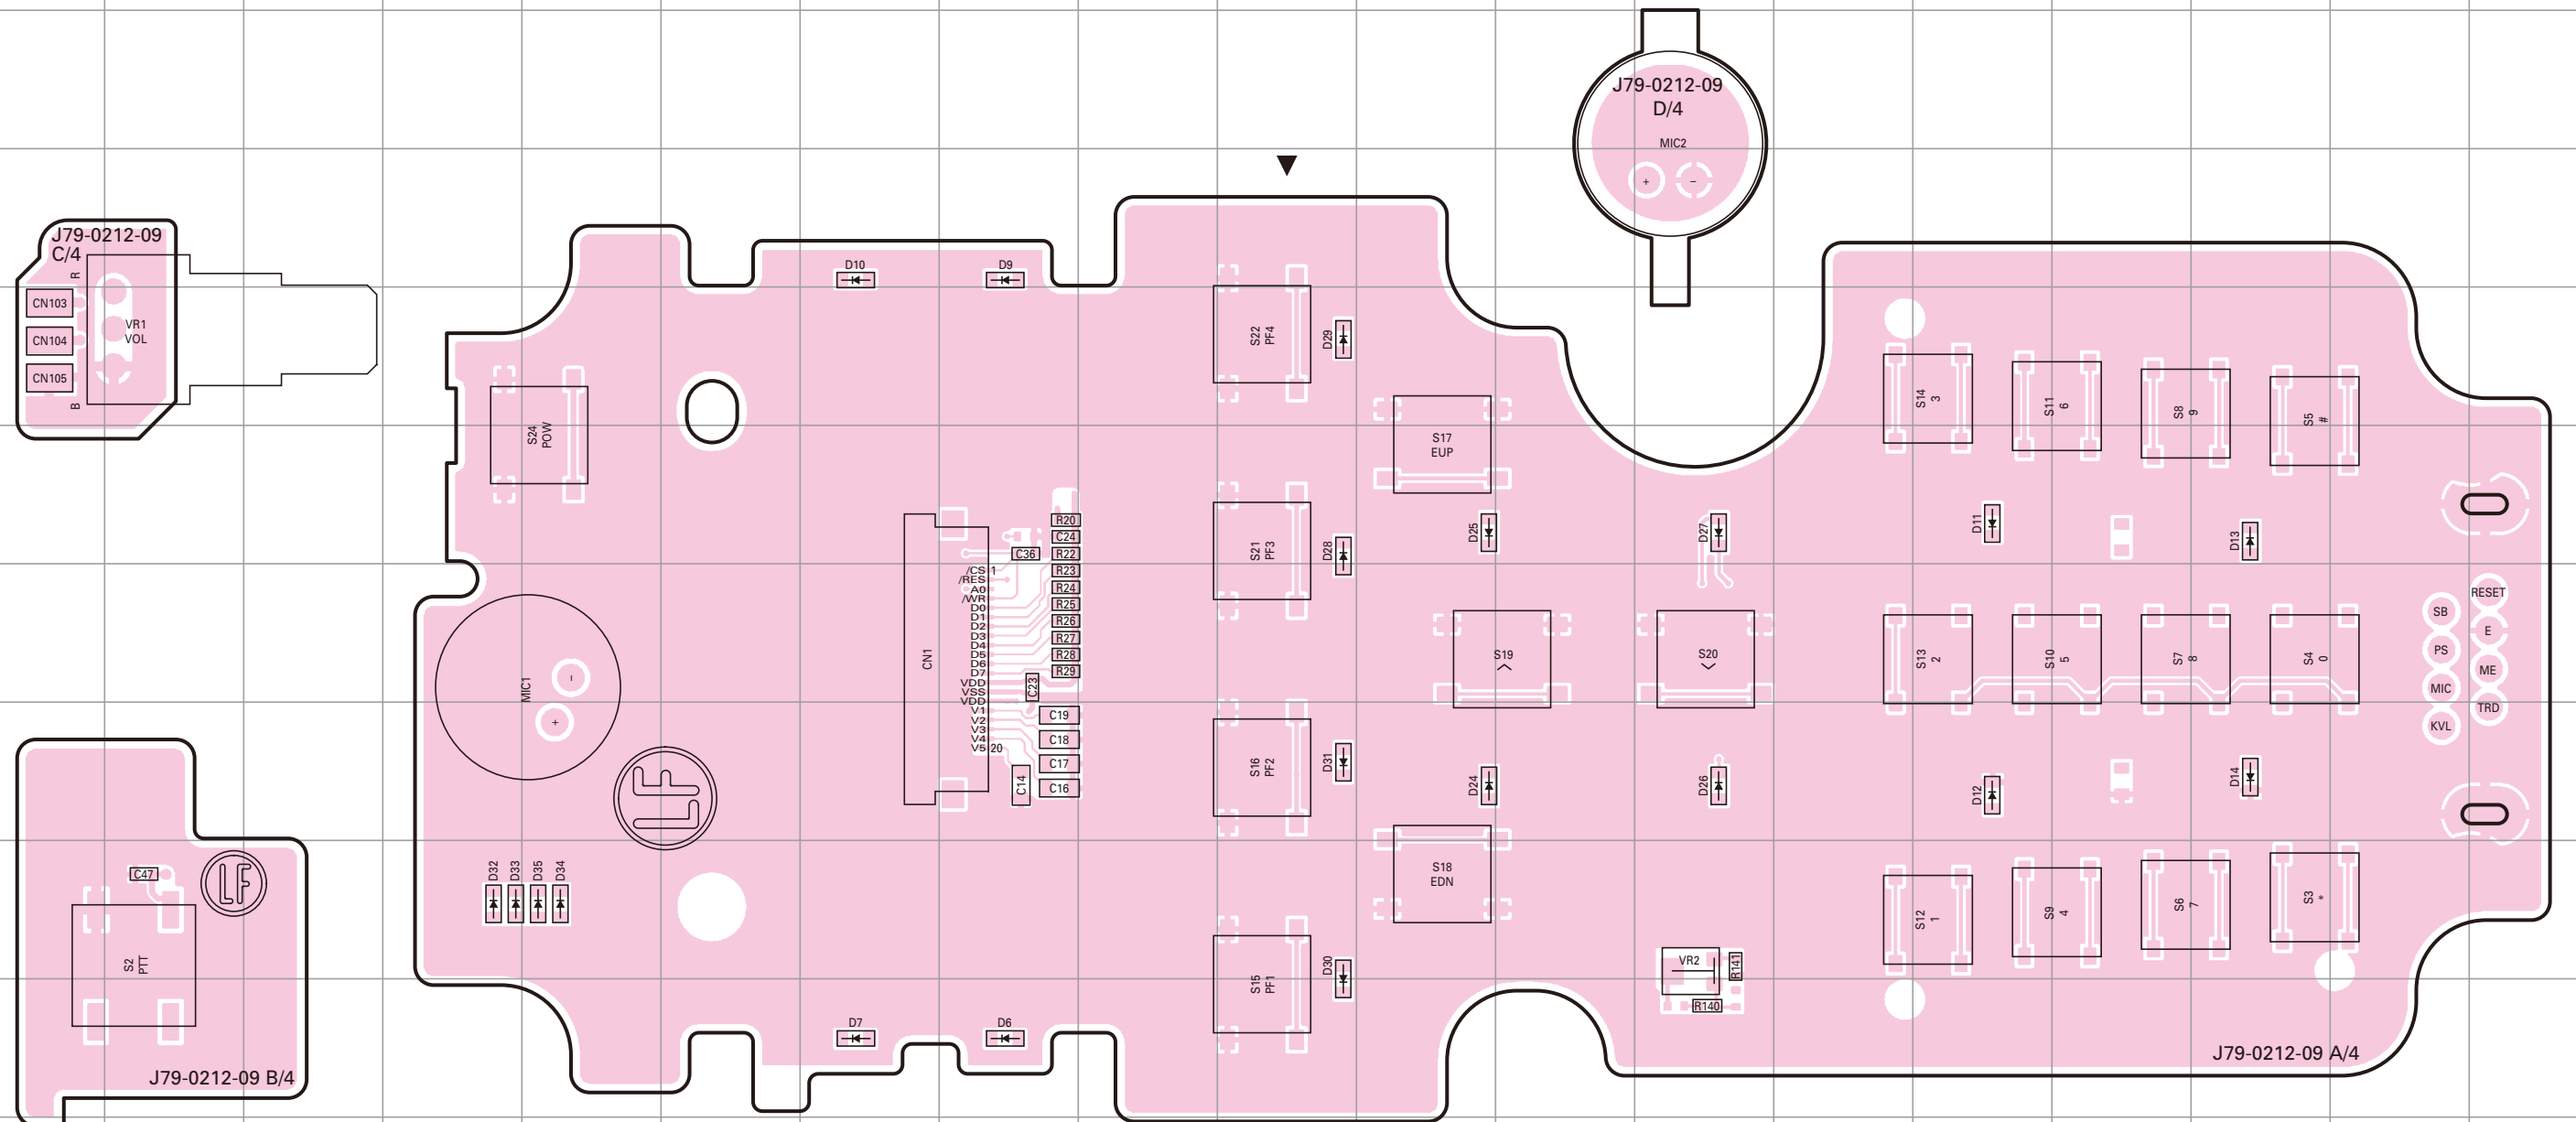 J79-0212-09
C/4
R
CN103
CN104
CN105
VR1
VOL
B
J79-0212-09
D/4
MIC2
+ −
D10
D9
S22
PF4
D29
S24
POW
S17
EUP
S14
3
S11
6
S8
9
S5
#
S21
PF3
D28
D25
D27
D11
D13
R20
C24
C36
R22
R23
R24
R25
R26
R27
R28
R29
/CS 1
/RES
A0
/WR
D0
D1
D2
D3
D4
D5
D6
D7
VDD
VSS
VDD
V1
V2
V3
V4
V5 20
CN1
C23
C19
C18
C17
C16
C14
MIC1
−
+
LF
S19
S20
S13
2
S10
5
S7
8
S4
0
RESET
SB
E
PS
ME
MIC
TRD
KVL
S16
PF2
D31
D24
D26
D12
D14
S18
EDN
D32
D33
D35
D34
C47
LF
S2
PTT
J79-0212-09 B/4
D7
D6
S15
PF1
D30
VR2
R141
R140
S12
1
S9
4
S6
7
S3
*
J79-0212-09 A/4